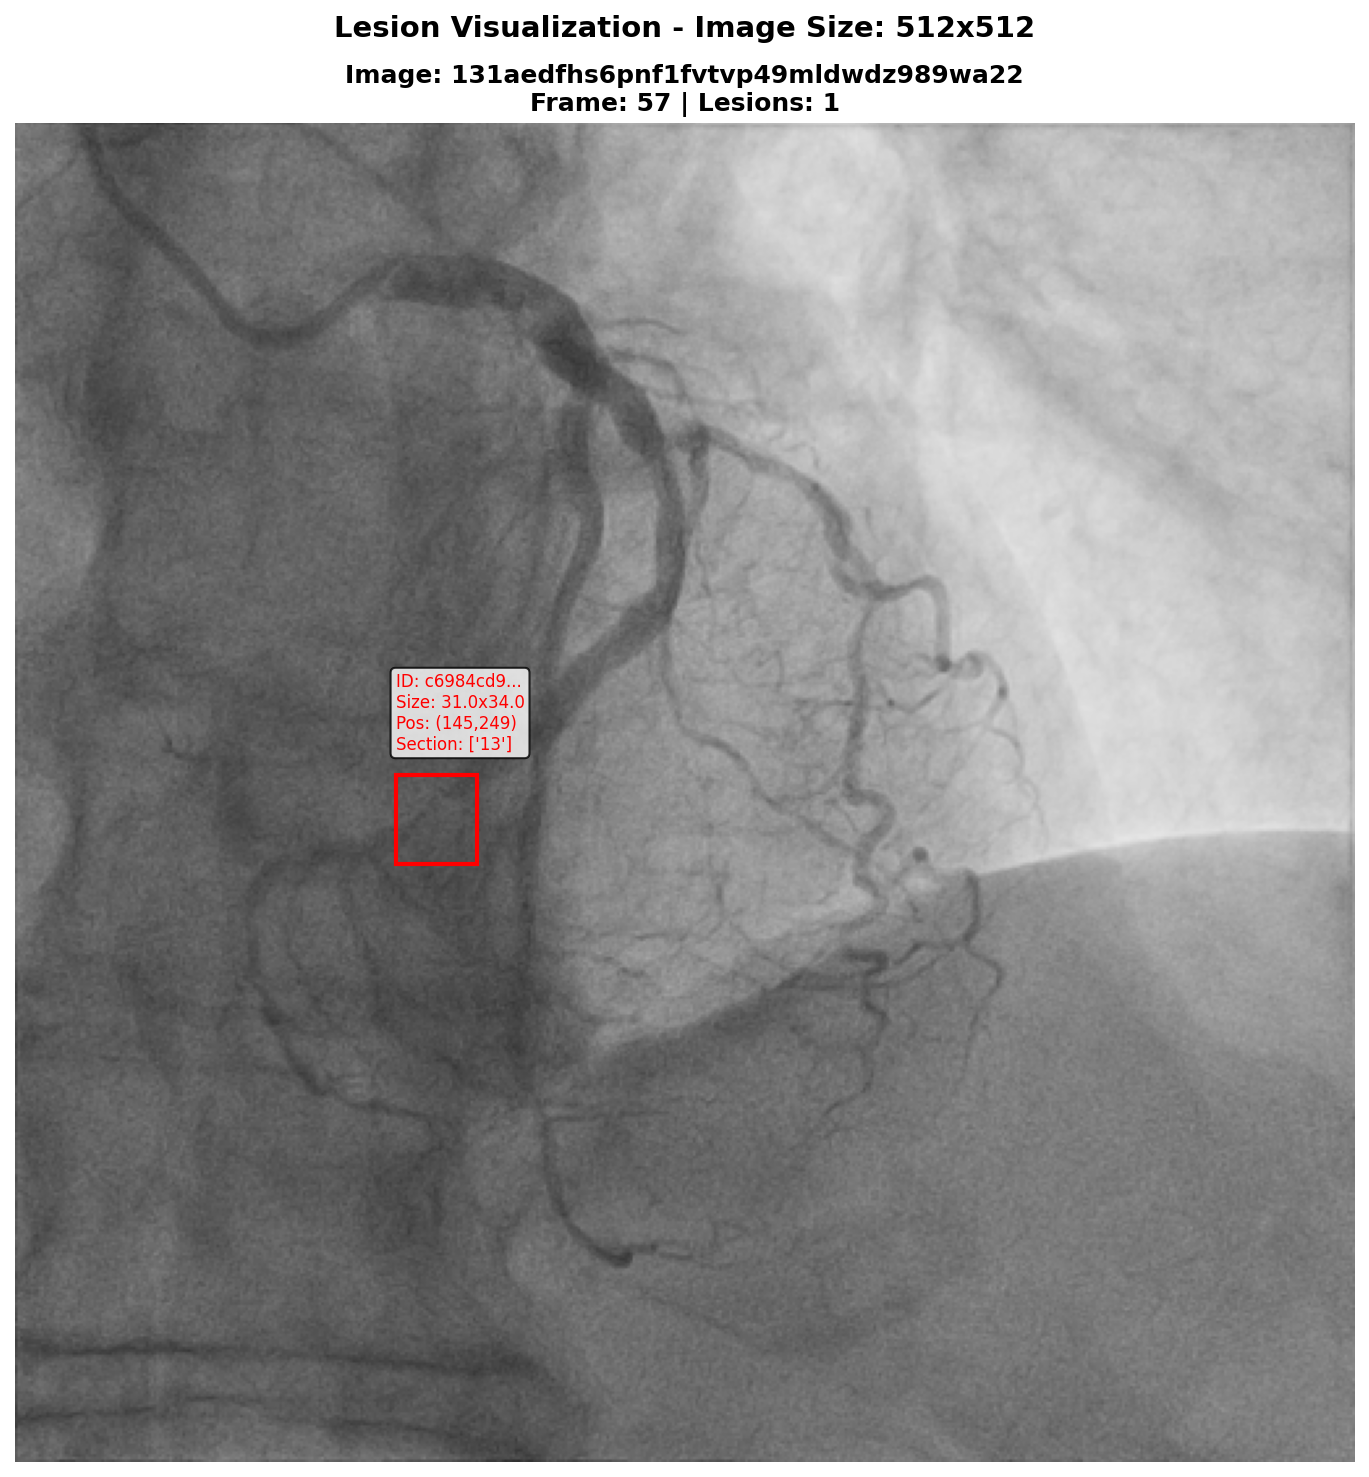 Lesion Visualization - Image Size: 512x512
Image: 131aedfhs6pnf1fvtvp49mldwdz989wa22
Frame: 57 | Lesions: 1
ID: c6984cd9...
Size: 31.0x34.0
Pos: (145,249)
Section: ['13']